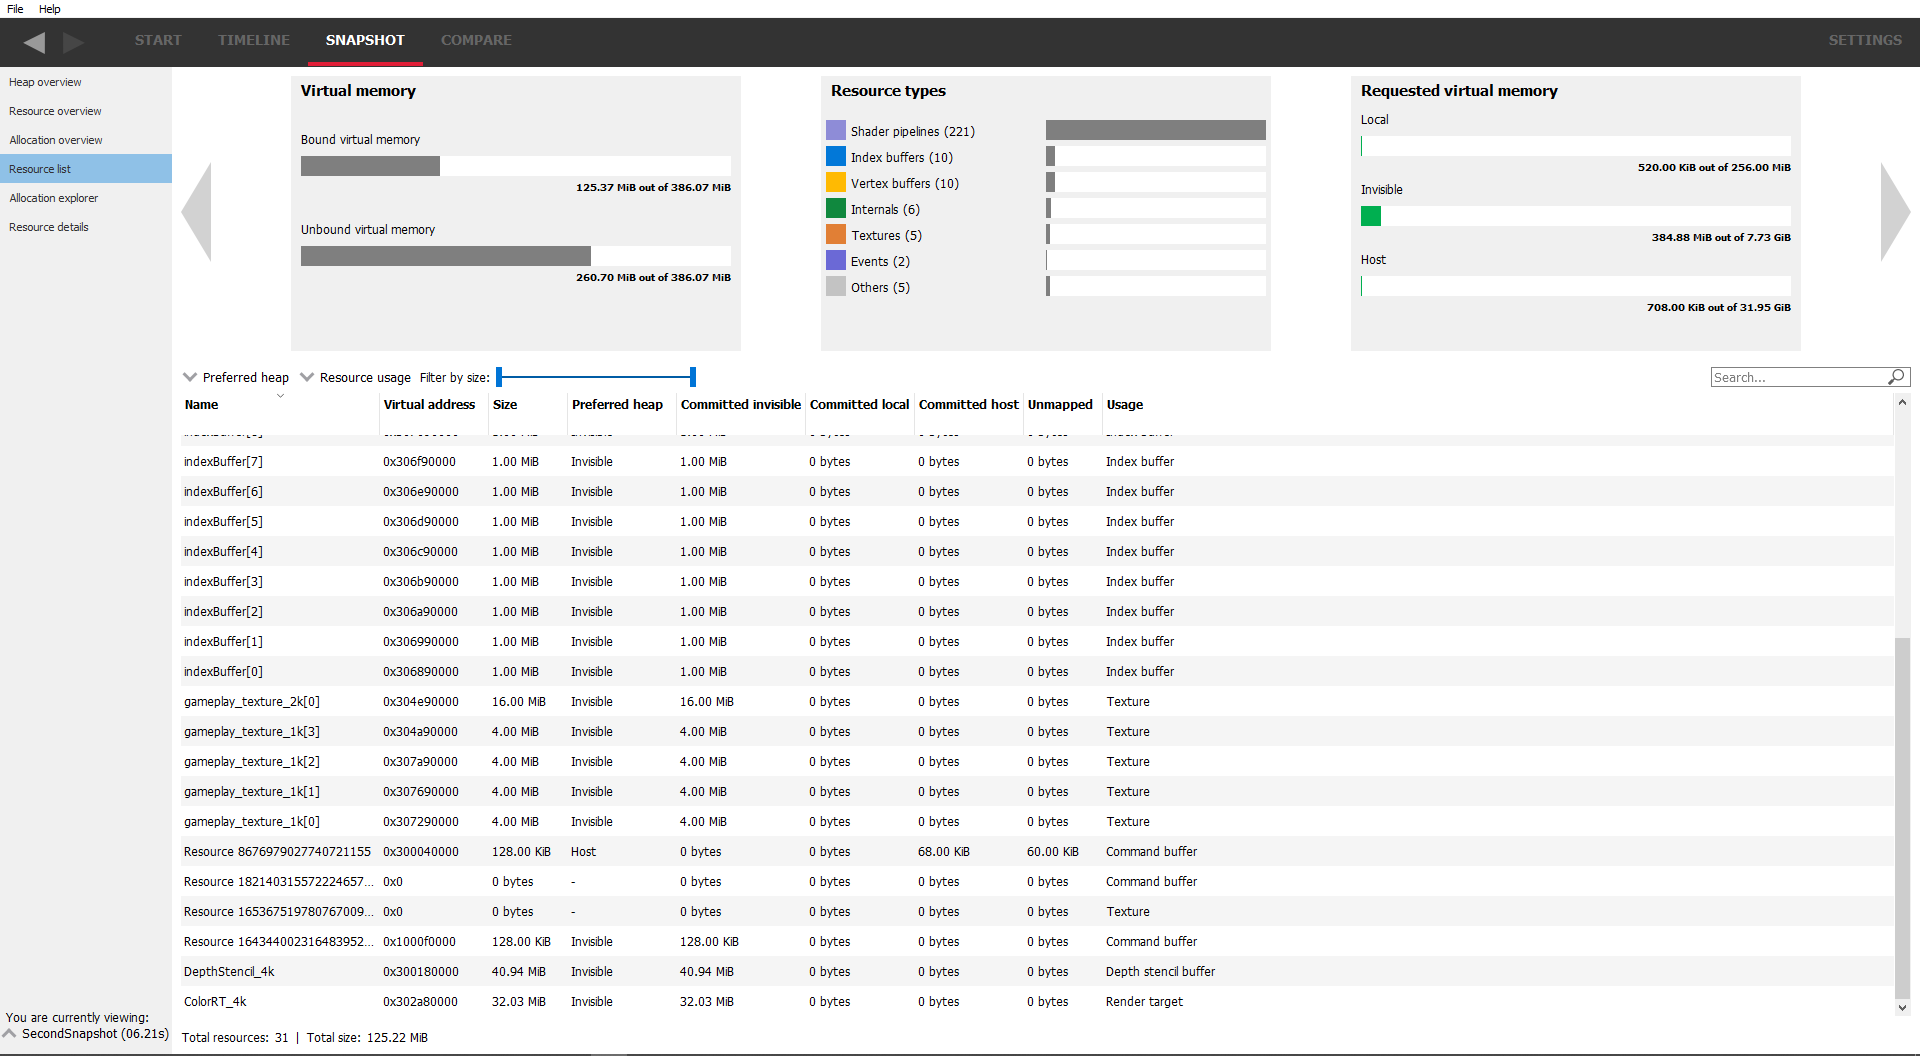 File Help
START TIMELINE SNAPSHOT COMPARE SETTINGS
Heap overview
Resource overview
Allocation overview
Resource list
Allocation explorer
Resource details
Virtual memory
Bound virtual memory
125.37 MiB out of 386.07 MiB
Unbound virtual memory
260.70 MiB out of 386.07 MiB
Resource types
Shader pipelines (221)
Index buffers (10)
Vertex buffers (10)
Internals (6)
Textures (5)
Events (2)
Others (5)
Requested virtual memory
Local
520.00 KiB out of 256.00 MiB
Invisible
384.88 MiB out of 7.73 GiB
Host
708.00 KiB out of 31.95 GiB
Preferred heap Resource usage Filter by size: Search...
Name Virtual address Size Preferred heap Committed invisible Committed local Committed host Unmapped Usage
indexBuffer[7] 0x306f90000 1.00 MiB Invisible 1.00 MiB 0 bytes 0 bytes 0 bytes Index buffer
indexBuffer[6] 0x306e90000 1.00 MiB Invisible 1.00 MiB 0 bytes 0 bytes 0 bytes Index buffer
indexBuffer[5] 0x306d90000 1.00 MiB Invisible 1.00 MiB 0 bytes 0 bytes 0 bytes Index buffer
indexBuffer[4] 0x306c90000 1.00 MiB Invisible 1.00 MiB 0 bytes 0 bytes 0 bytes Index buffer
indexBuffer[3] 0x306b90000 1.00 MiB Invisible 1.00 MiB 0 bytes 0 bytes 0 bytes Index buffer
indexBuffer[2] 0x306a90000 1.00 MiB Invisible 1.00 MiB 0 bytes 0 bytes 0 bytes Index buffer
indexBuffer[1] 0x306990000 1.00 MiB Invisible 1.00 MiB 0 bytes 0 bytes 0 bytes Index buffer
indexBuffer[0] 0x306890000 1.00 MiB Invisible 1.00 MiB 0 bytes 0 bytes 0 bytes Index buffer
gameplay_texture_2k[0] 0x304e90000 16.00 MiB Invisible 16.00 MiB 0 bytes 0 bytes 0 bytes Texture
gameplay_texture_1k[3] 0x304a90000 4.00 MiB Invisible 4.00 MiB 0 bytes 0 bytes 0 bytes Texture
gameplay_texture_1k[2] 0x307a90000 4.00 MiB Invisible 4.00 MiB 0 bytes 0 bytes 0 bytes Texture
gameplay_texture_1k[1] 0x307690000 4.00 MiB Invisible 4.00 MiB 0 bytes 0 bytes 0 bytes Texture
gameplay_texture_1k[0] 0x307290000 4.00 MiB Invisible 4.00 MiB 0 bytes 0 bytes 0 bytes Texture
Resource 8676979027740721155 0x300040000 128.00 KiB Host 0 bytes 0 bytes 68.00 KiB 60.00 KiB Command buffer
Resource 182140315572224657... 0x0 0 bytes - 0 bytes 0 bytes 0 bytes 0 bytes Command buffer
Resource 165367519780767009... 0x0 0 bytes - 0 bytes 0 bytes 0 bytes 0 bytes Texture
Resource 164344002316483952... 0x1000f0000 128.00 KiB Invisible 128.00 KiB 0 bytes 0 bytes 0 bytes Command buffer
DepthStencil_4k 0x300180000 40.94 MiB Invisible 40.94 MiB 0 bytes 0 bytes 0 bytes Depth stencil buffer
ColorRT_4k 0x302a80000 32.03 MiB Invisible 32.03 MiB 0 bytes 0 bytes 0 bytes Render target
You are currently viewing:
SecondSnapshot (06.21s)
Total resources: 31 | Total size: 125.22 MiB